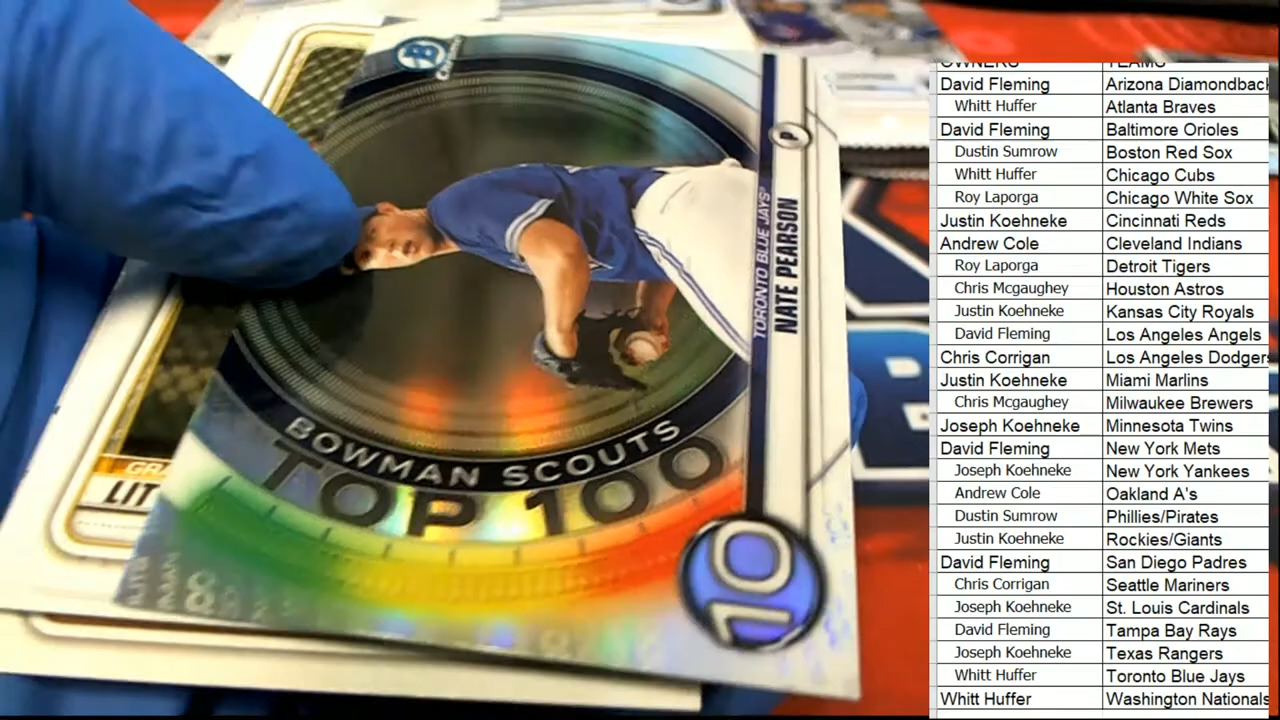 B
P
TORONTO BLUE JAYS
NATE PEARSON
BOWMAN SCOUTS
TOP 100
10
GRA
LIT
OWNERS TEAMS
David Fleming Arizona Diamondback
Whitt Huffer Atlanta Braves
David Fleming Baltimore Orioles
Dustin Sumrow Boston Red Sox
Whitt Huffer Chicago Cubs
Roy Laporga Chicago White Sox
Justin Koehneke Cincinnati Reds
Andrew Cole Cleveland Indians
Roy Laporga Detroit Tigers
Chris Mcgaughey Houston Astros
Justin Koehneke Kansas City Royals
David Fleming Los Angeles Angels
Chris Corrigan Los Angeles Dodgers
Justin Koehneke Miami Marlins
Chris Mcgaughey Milwaukee Brewers
Joseph Koehneke Minnesota Twins
David Fleming New York Mets
Joseph Koehneke New York Yankees
Andrew Cole Oakland A's
Dustin Sumrow Phillies/Pirates
Justin Koehneke Rockies/Giants
David Fleming San Diego Padres
Chris Corrigan Seattle Mariners
Joseph Koehneke St. Louis Cardinals
David Fleming Tampa Bay Rays
Joseph Koehneke Texas Rangers
Whitt Huffer Toronto Blue Jays
Whitt Huffer Washington Nationals